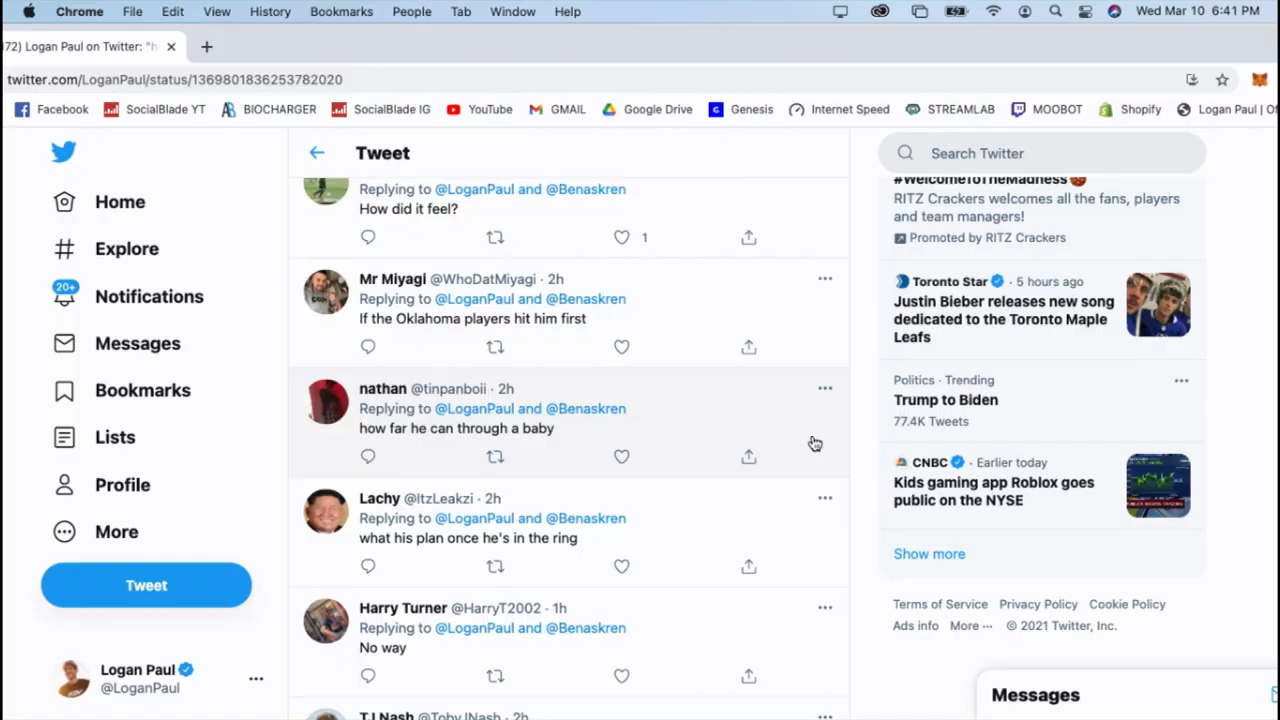 Chrome File Edit View History Bookmarks People Tab Window Help Wed Mar 10 6:41 PM
72) Logan Paul on Twitter: "h
twitter.com/LoganPaul/status/1369801836253782020
Facebook SocialBlade YT BIOCHARGER SocialBlade IG YouTube GMAIL Google Drive Genesis Internet Speed STREAMLAB MOOBOT Shopify Logan Paul | Of
Home
Explore
20+
Notifications
Messages
Bookmarks
Lists
Profile
More
Tweet
Logan Paul
@LoganPaul
Tweet
Replying to @LoganPaul and @Benaskren
How did it feel?
1
Mr Miyagi @WhoDatMiyagi · 2h
Replying to @LoganPaul and @Benaskren
If the Oklahoma players hit him first
nathan @tinpanboii · 2h
Replying to @LoganPaul and @Benaskren
how far he can through a baby
Lachy @ItzLeakzi · 2h
Replying to @LoganPaul and @Benaskren
what his plan once he's in the ring
Harry Turner @HarryT2002 · 1h
Replying to @LoganPaul and @Benaskren
No way
TJ Nash @TobyJNash · 2h
Search Twitter
#WelcomeToTheMadness
RITZ Crackers welcomes all the fans, players
and team managers!
Promoted by RITZ Crackers
Toronto Star · 5 hours ago
Justin Bieber releases new song
dedicated to the Toronto Maple
Leafs
Politics · Trending
Trump to Biden
77.4K Tweets
CNBC · Earlier today
Kids gaming app Roblox goes
public on the NYSE
Show more
Terms of Service Privacy Policy Cookie Policy
Ads info More ··· © 2021 Twitter, Inc.
Messages